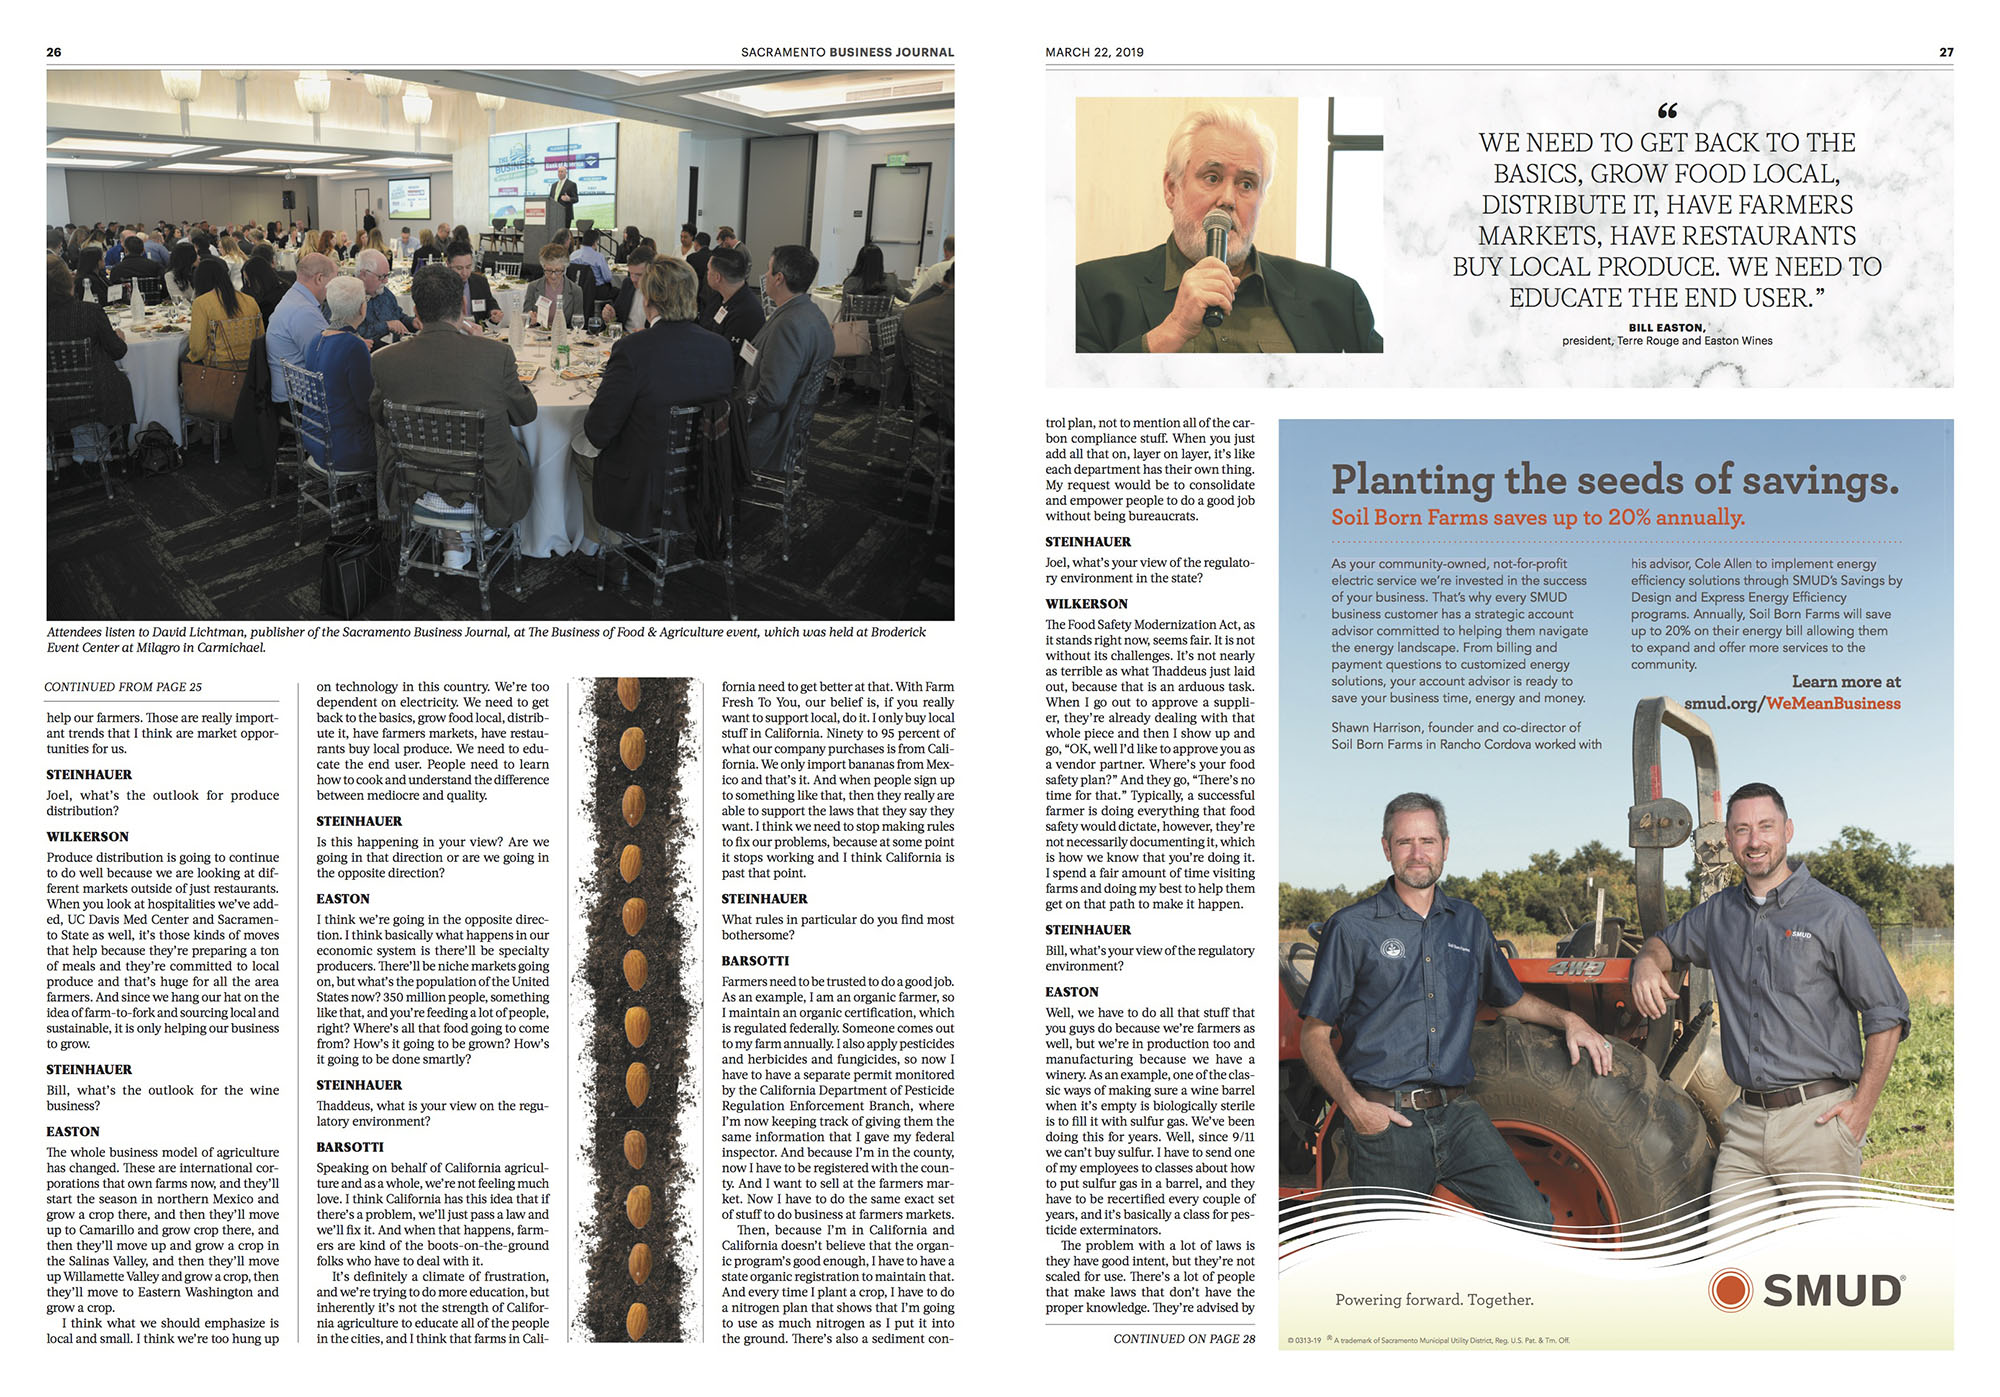 26
SACRAMENTO BUSINESS JOURNAL
THE
BUSINESS
Attendees listen to David Lichtman, publisher of the Sacramento Business Journal, at The Business of Food & Agriculture event, which was held at Broderick
Event Center at Milagro in Carmichael.
CONTINUED FROM PAGE 25
help our farmers. Those are really import-
ant trends that I think are market oppor-
tunities for us.
STEINHAUER
Joel, what's the outlook for produce
distribution?
WILKERSON
Produce distribution is going to continue
to do well because we are looking at dif-
ferent markets outside of just restaurants.
When you look at hospitalities we've add-
ed, UC Davis Med Center and Sacramen-
to State as well, it's those kinds of moves
that help because they're preparing a ton
of meals and they're committed to local
produce and that's huge for all the area
farmers. And since we hang our hat on the
idea of farm-to-fork and sourcing local and
sustainable, it is only helping our business
to grow.
STEINHAUER
Bill, what's the outlook for the wine
business?
EASTON
The whole business model of agriculture
has changed. These are international cor-
porations that own farms now, and they'll
start the season in northern Mexico and
grow a crop there, and then they'll move
up to Camarillo and grow crop there, and
then they'll move up and grow a crop in
the Salinas Valley, and then they'll move
up Willamette Valley and grow a crop, then
they'll move to Eastern Washington and
grow a crop.
I think what we should emphasize is
local and small. I think we're too hung up
on technology in this country. We're too
dependent on electricity. We need to get
back to the basics, grow food local, distrib-
ute it, have farmers markets, have restau-
rants buy local produce. We need to edu-
cate the end user. People need to learn
how to cook and understand the difference
between mediocre and quality.
STEINHAUER
Is this happening in your view? Are we
going in that direction or are we going in
the opposite direction?
EASTON
I think we're going in the opposite direc-
tion. I think basically what happens in our
economic system is there'll be specialty
producers. There'll be niche markets going
on, but what's the population of the United
States now? 350 million people, something
like that, and you're feeding a lot of people,
right? Where's all that food going to come
from? How's it going to be grown? How's
it going to be done smartly?
STEINHAUER
Thaddeus, what is your view on the regu-
latory environment?
BARSOTTI
Speaking on behalf of California agricul-
ture and as a whole, we're not feeling much
love. I think California has this idea that if
there's a problem, we'll just pass a law and
we'll fix it. And when that happens, farm-
ers are kind of the boots-on-the-ground
folks who have to deal with it.
It's definitely a climate of frustration,
and we're trying to do more education, but
inherently it's not the strength of Califor-
nia agriculture to educate all of the people
in the cities, and I think that farms in Cali-
fornia need to get better at that. With Farm
Fresh To You, our belief is, if you really
want to support local, do it. I only buy local
stuff in California. Ninety to 95 percent of
what our company purchases is from Cali-
fornia. We only import bananas from Mex-
ico and that's it. And when people sign up
to something like that, then they really are
able to support the laws that they say they
want. I think we need to stop making rules
to fix our problems, because at some point
it stops working and I think California is
past that point.
STEINHAUER
What rules in particular do you find most
bothersome?
BARSOTTI
Farmers need to be trusted to do a good job.
As an example, I am an organic farmer, so
I maintain an organic certification, which
is regulated federally. Someone comes out
to my farm annually. I also apply pesticides
and herbicides and fungicides, so now I
have to have a separate permit monitored
by the California Department of Pesticide
Regulation Enforcement Branch, where
I'm now keeping track of giving them the
same information that I gave my federal
inspector. And because I'm in the county,
now I have to be registered with the coun-
ty. And I want to sell at the farmers mar-
ket. Now I have to do the same exact set
of stuff to do business at farmers markets.
Then, because I'm in California and
California doesn't believe that the organ-
ic program's good enough, I have to have a
state organic registration to maintain that.
And every time I plant a crop, I have to do
a nitrogen plan that shows that I'm going
to use as much nitrogen as I put it into
the ground. There's also a sediment con-
MARCH 22, 2019
27
“
WE NEED TO GET BACK TO THE
BASICS, GROW FOOD LOCAL,
DISTRIBUTE IT, HAVE FARMERS
MARKETS, HAVE RESTAURANTS
BUY LOCAL PRODUCE. WE NEED TO
EDUCATE THE END USER.”
BILL EASTON,
president, Terre Rouge and Easton Wines
trol plan, not to mention all of the car-
bon compliance stuff. When you just
add all that on, layer on layer, it's like
each department has their own thing.
My request would be to consolidate
and empower people to do a good job
without being bureaucrats.
STEINHAUER
Joel, what's your view of the regulato-
ry environment in the state?
WILKERSON
The Food Safety Modernization Act, as
it stands right now, seems fair. It is not
without its challenges. It's not nearly
as terrible as what Thaddeus just laid
out, because that is an arduous task.
When I go out to approve a suppli-
er, they're already dealing with that
whole piece and then I show up and
go, “OK, well I'd like to approve you as
a vendor partner. Where's your food
safety plan?” And they go, “There's no
time for that.” Typically, a successful
farmer is doing everything that food
safety would dictate, however, they're
not necessarily documenting it, which
is how we know that you're doing it.
I spend a fair amount of time visiting
farms and doing my best to help them
get on that path to make it happen.
STEINHAUER
Bill, what's your view of the regulatory
environment?
EASTON
Well, we have to do all that stuff that
you guys do because we're farmers as
well, but we're in production too and
manufacturing because we have a
winery. As an example, one of the clas-
sic ways of making sure a wine barrel
when it's empty is biologically sterile
is to fill it with sulfur gas. We've been
doing this for years. Well, since 9/11
we can't buy sulfur. I have to send one
of my employees to classes about how
to put sulfur gas in a barrel, and they
have to be recertified every couple of
years, and it's basically a class for pes-
ticide exterminators.
The problem with a lot of laws is
they have good intent, but they're not
scaled for use. There's a lot of people
that make laws that don't have the
proper knowledge. They're advised by
CONTINUED ON PAGE 28
Planting the seeds of savings.
Soil Born Farms saves up to 20% annually.
As your community-owned, not-for-profit
electric service we're invested in the success
of your business. That's why every SMUD
business customer has a strategic account
advisor committed to helping them navigate
the energy landscape. From billing and
payment questions to customized energy
solutions, your account advisor is ready to
save your business time, energy and money.
Shawn Harrison, founder and co-director of
Soil Born Farms in Rancho Cordova worked with
his advisor, Cole Allen to implement energy
efficiency solutions through SMUD's Savings by
Design and Express Energy Efficiency
programs. Annually, Soil Born Farms will save
up to 20% on their energy bill allowing them
to expand and offer more services to the
community.
Learn more at
smud.org/WeMeanBusiness
4WD
SMUD
Powering forward. Together.
SMUD®
© 0313-19 ® A trademark of Sacramento Municipal Utility District, Reg. U.S. Pat. & Tm. Off.